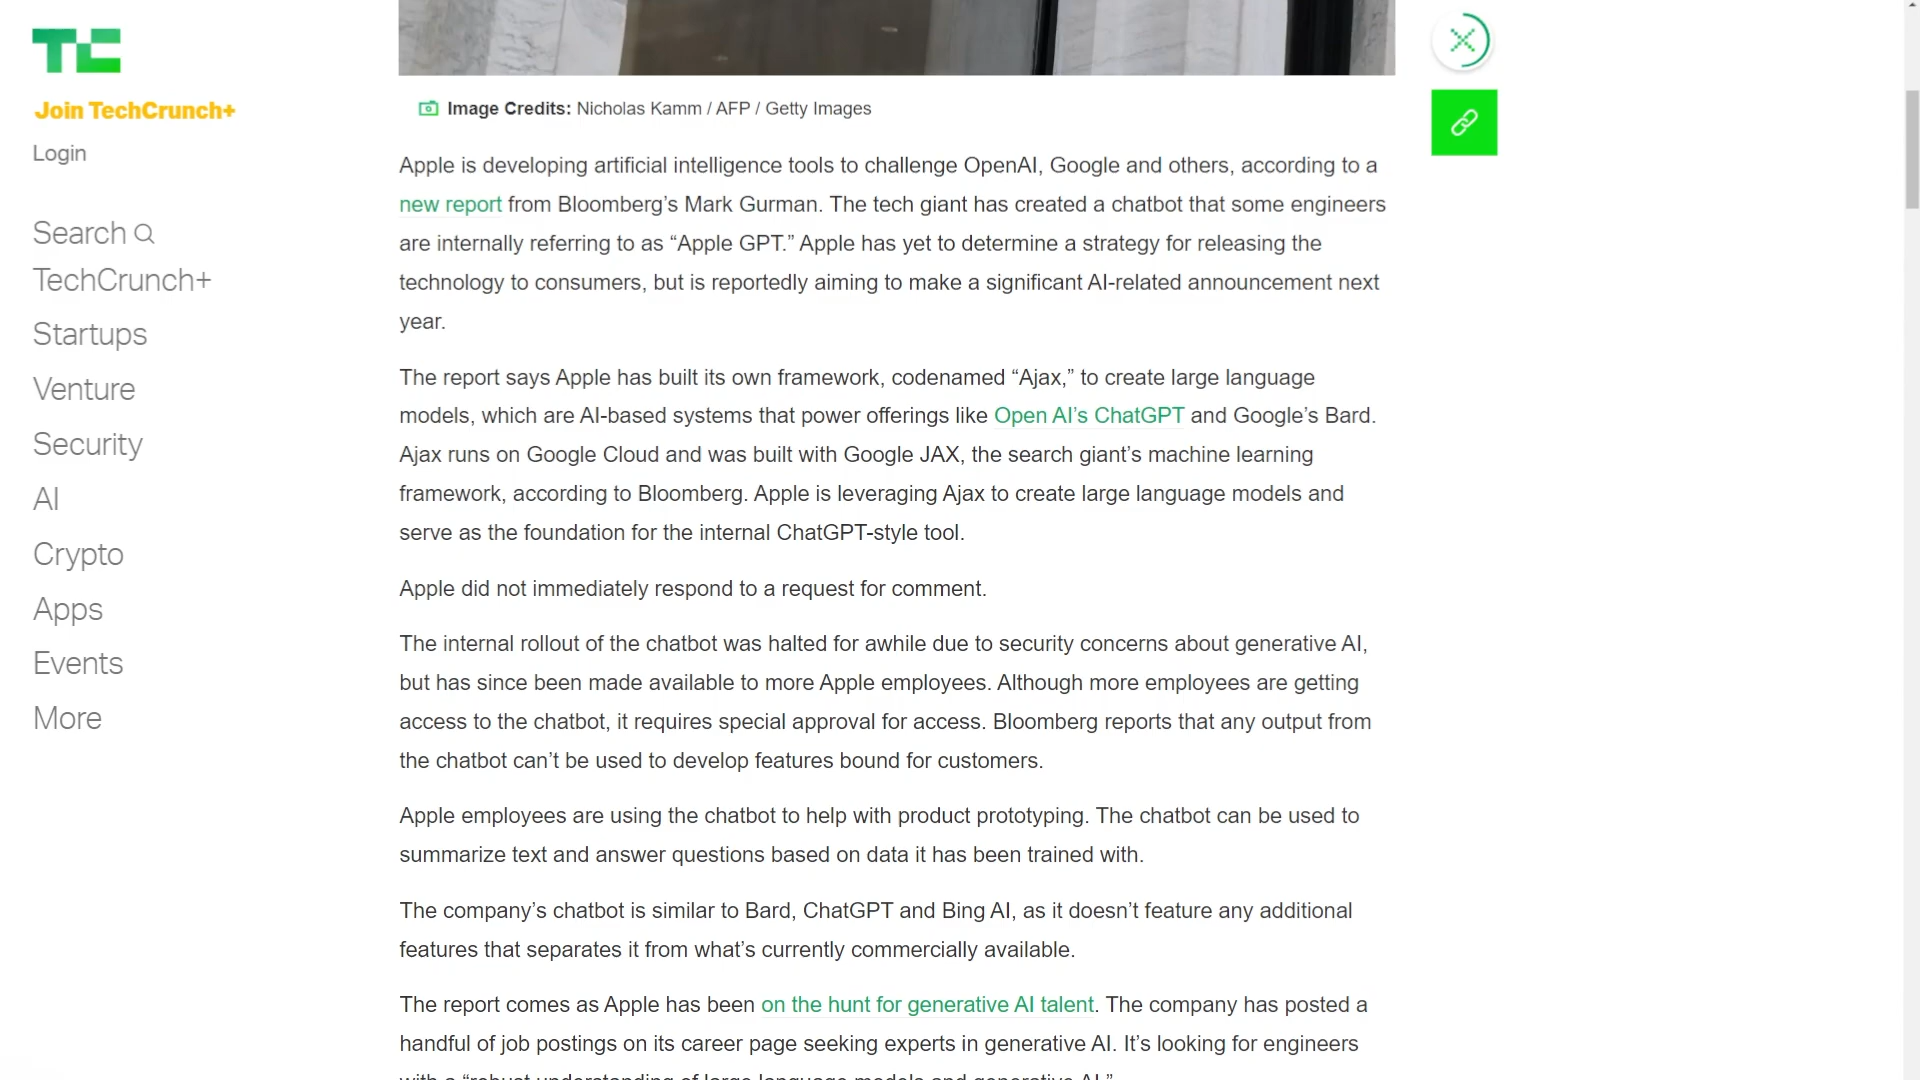 TC
Join TechCrunch+
Login
Search
TechCrunch+
Startups
Venture
Security
AI
Crypto
Apps
Events
More
Image Credits: Nicholas Kamm / AFP / Getty Images
Apple is developing artificial intelligence tools to challenge OpenAI, Google and others, according to a
new report from Bloomberg’s Mark Gurman. The tech giant has created a chatbot that some engineers
are internally referring to as “Apple GPT.” Apple has yet to determine a strategy for releasing the
technology to consumers, but is reportedly aiming to make a significant AI-related announcement next
year.
The report says Apple has built its own framework, codenamed “Ajax,” to create large language
models, which are AI-based systems that power offerings like Open AI’s ChatGPT and Google’s Bard.
Ajax runs on Google Cloud and was built with Google JAX, the search giant’s machine learning
framework, according to Bloomberg. Apple is leveraging Ajax to create large language models and
serve as the foundation for the internal ChatGPT-style tool.
Apple did not immediately respond to a request for comment.
The internal rollout of the chatbot was halted for awhile due to security concerns about generative AI,
but has since been made available to more Apple employees. Although more employees are getting
access to the chatbot, it requires special approval for access. Bloomberg reports that any output from
the chatbot can’t be used to develop features bound for customers.
Apple employees are using the chatbot to help with product prototyping. The chatbot can be used to
summarize text and answer questions based on data it has been trained with.
The company’s chatbot is similar to Bard, ChatGPT and Bing AI, as it doesn’t feature any additional
features that separates it from what’s currently commercially available.
The report comes as Apple has been on the hunt for generative AI talent. The company has posted a
handful of job postings on its career page seeking experts in generative AI. It’s looking for engineers
with a “robust understanding of large language models and generative AI.”